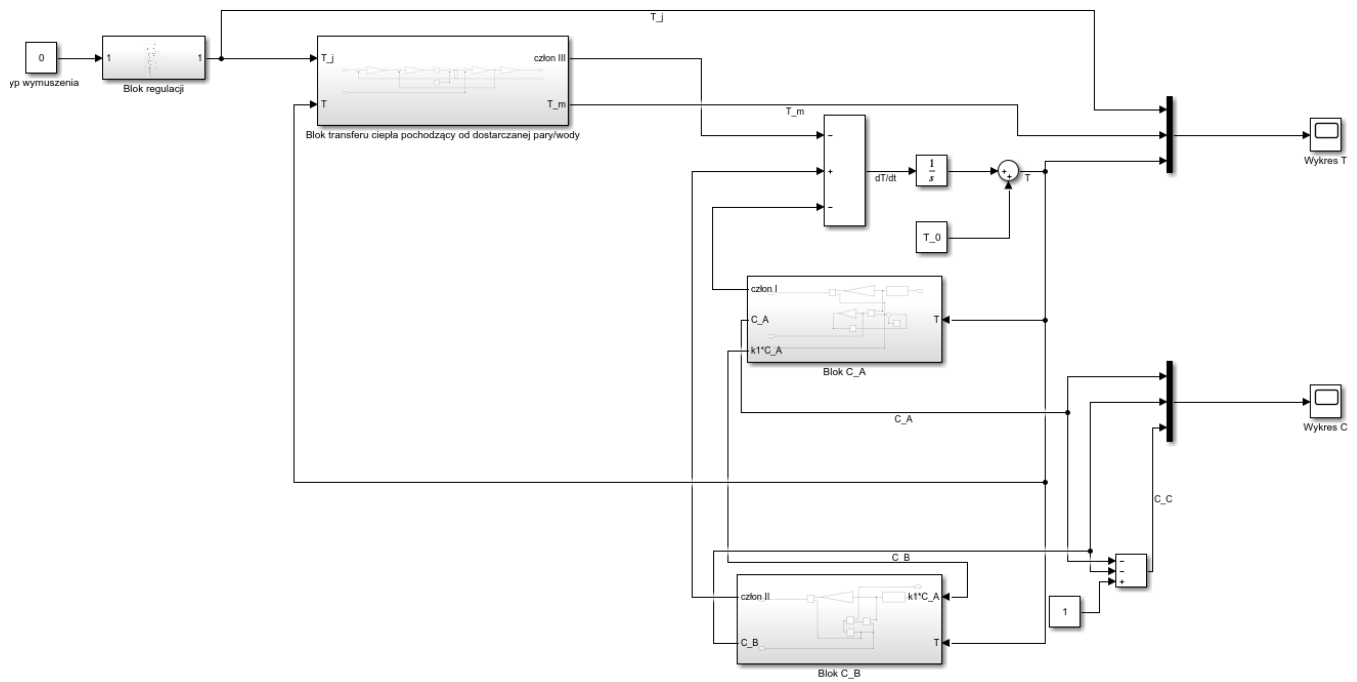 T_j
0
yp wymuszenia
1
1
Blok regulacji
T_j
człon III
T
T_m
Blok transferu ciepła pochodzący od dostarczanej pary/wody
T_m
−
+
−
dT/dt
1
s
+
+
T
T_0
Wykres T
człon I
C_A
k1*C_A
T
Blok C_A
C_A
Wykres C
C_C
C_B
−
−
+
1
człon II
k1*C_A
C_B
T
Blok C_B